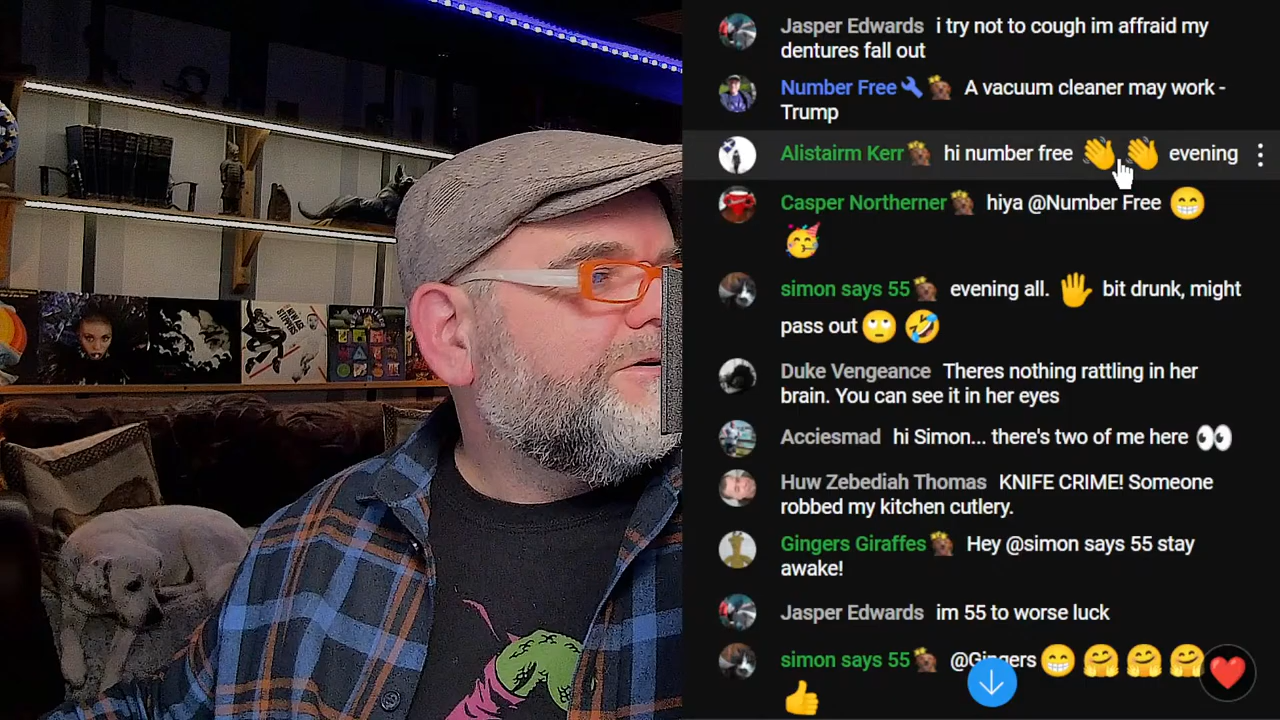 Jasper Edwards i try not to cough im affraid my
dentures fall out
Number Free A vacuum cleaner may work -
Trump
Alistairm Kerr hi number free 👋 👋 evening
Casper Northerner hiya @Number Free 😁
🥳
simon says 55 evening all. 🖐 bit drunk, might
pass out 🙄 🤣
Duke Vengeance Theres nothing rattling in her
brain. You can see it in her eyes
Acciesmad hi Simon... there's two of me here 👀
Huw Zebediah Thomas KNIFE CRIME! Someone
robbed my kitchen cutlery.
Gingers Giraffes Hey @simon says 55 stay
awake!
Jasper Edwards im 55 to worse luck
simon says 55 @Gingers 😁 🤗 🤗 🤗
👍